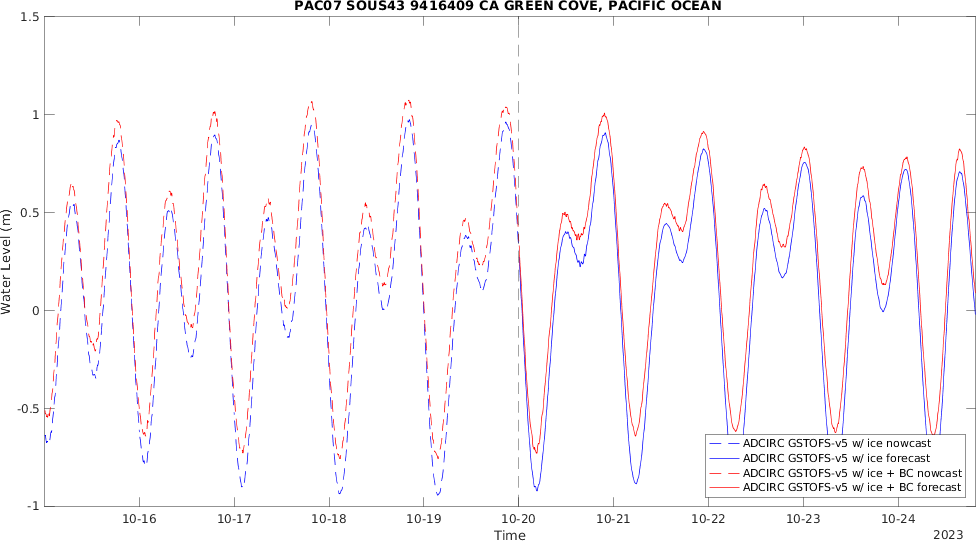 PAC07 SOUS43 9416409 CA GREEN COVE, PACIFIC OCEAN
1.5
1
0.5
0
-0.5
-1
Water Level (m)
10-16 10-17 10-18 10-19 10-20 10-21 10-22 10-23 10-24
Time
2023
ADCIRC GSTOFS-v5 w/ ice nowcast
ADCIRC GSTOFS-v5 w/ ice forecast
ADCIRC GSTOFS-v5 w/ ice + BC nowcast
ADCIRC GSTOFS-v5 w/ ice + BC forecast